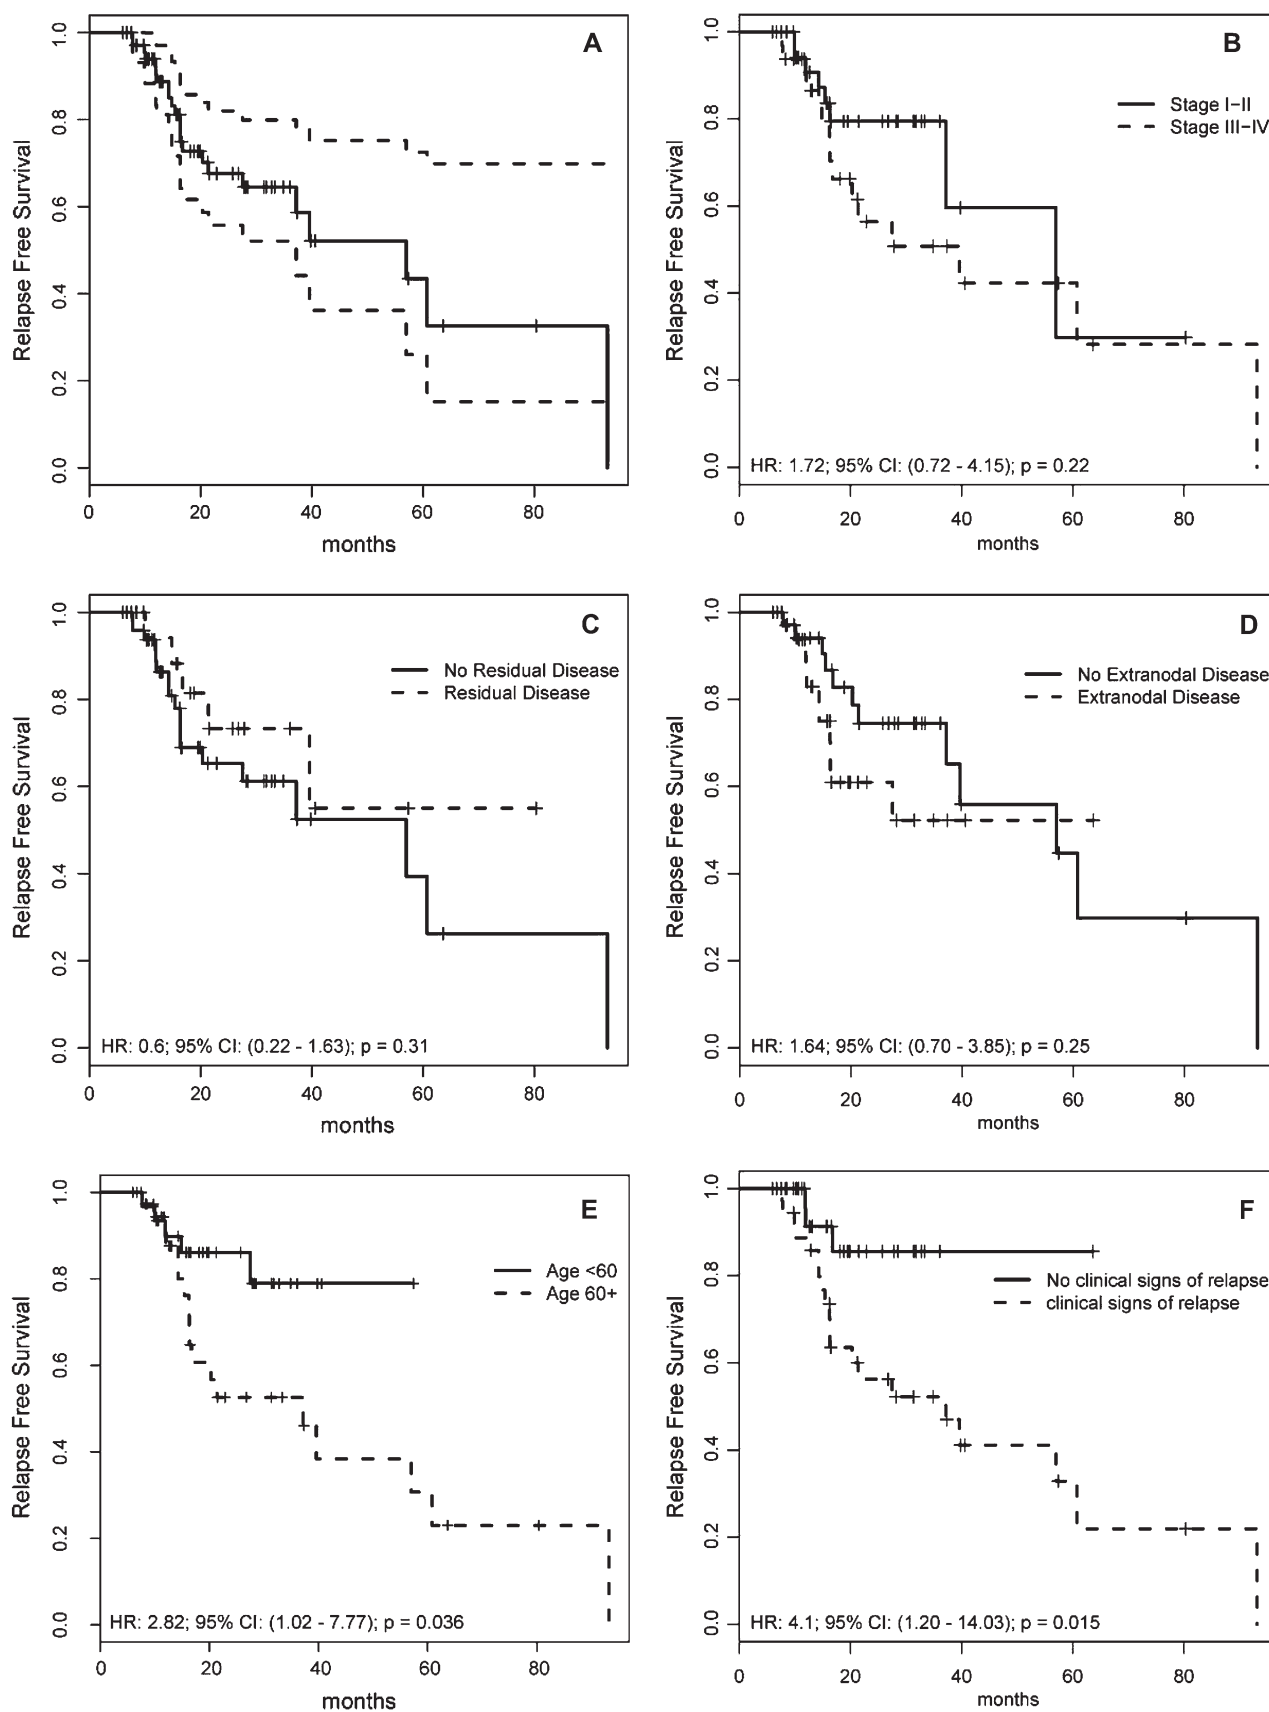 A
Relapse Free Survival
1.0
0.8
0.6
0.4
0.2
0.0
0 20 40 60 80
months
B
Relapse Free Survival
1.0
0.8
0.6
0.4
0.2
0.0
Stage I-II
Stage III-IV
HR: 1.72; 95% CI: (0.72 - 4.15); p = 0.22
0 20 40 60 80
months
C
Relapse Free Survival
1.0
0.8
0.6
0.4
0.2
0.0
No Residual Disease
Residual Disease
HR: 0.6; 95% CI: (0.22 - 1.63); p = 0.31
0 20 40 60 80
months
D
Relapse Free Survival
1.0
0.8
0.6
0.4
0.2
0.0
No Extranodal Disease
Extranodal Disease
HR: 1.64; 95% CI: (0.70 - 3.85); p = 0.25
0 20 40 60 80
months
E
Relapse Free Survival
1.0
0.8
0.6
0.4
0.2
0.0
Age <60
Age 60+
HR: 2.82; 95% CI: (1.02 - 7.77); p = 0.036
0 20 40 60 80
months
F
Relapse Free Survival
1.0
0.8
0.6
0.4
0.2
0.0
No clinical signs of relapse
clinical signs of relapse
HR: 4.1; 95% CI: (1.20 - 14.03); p = 0.015
0 20 40 60 80
months